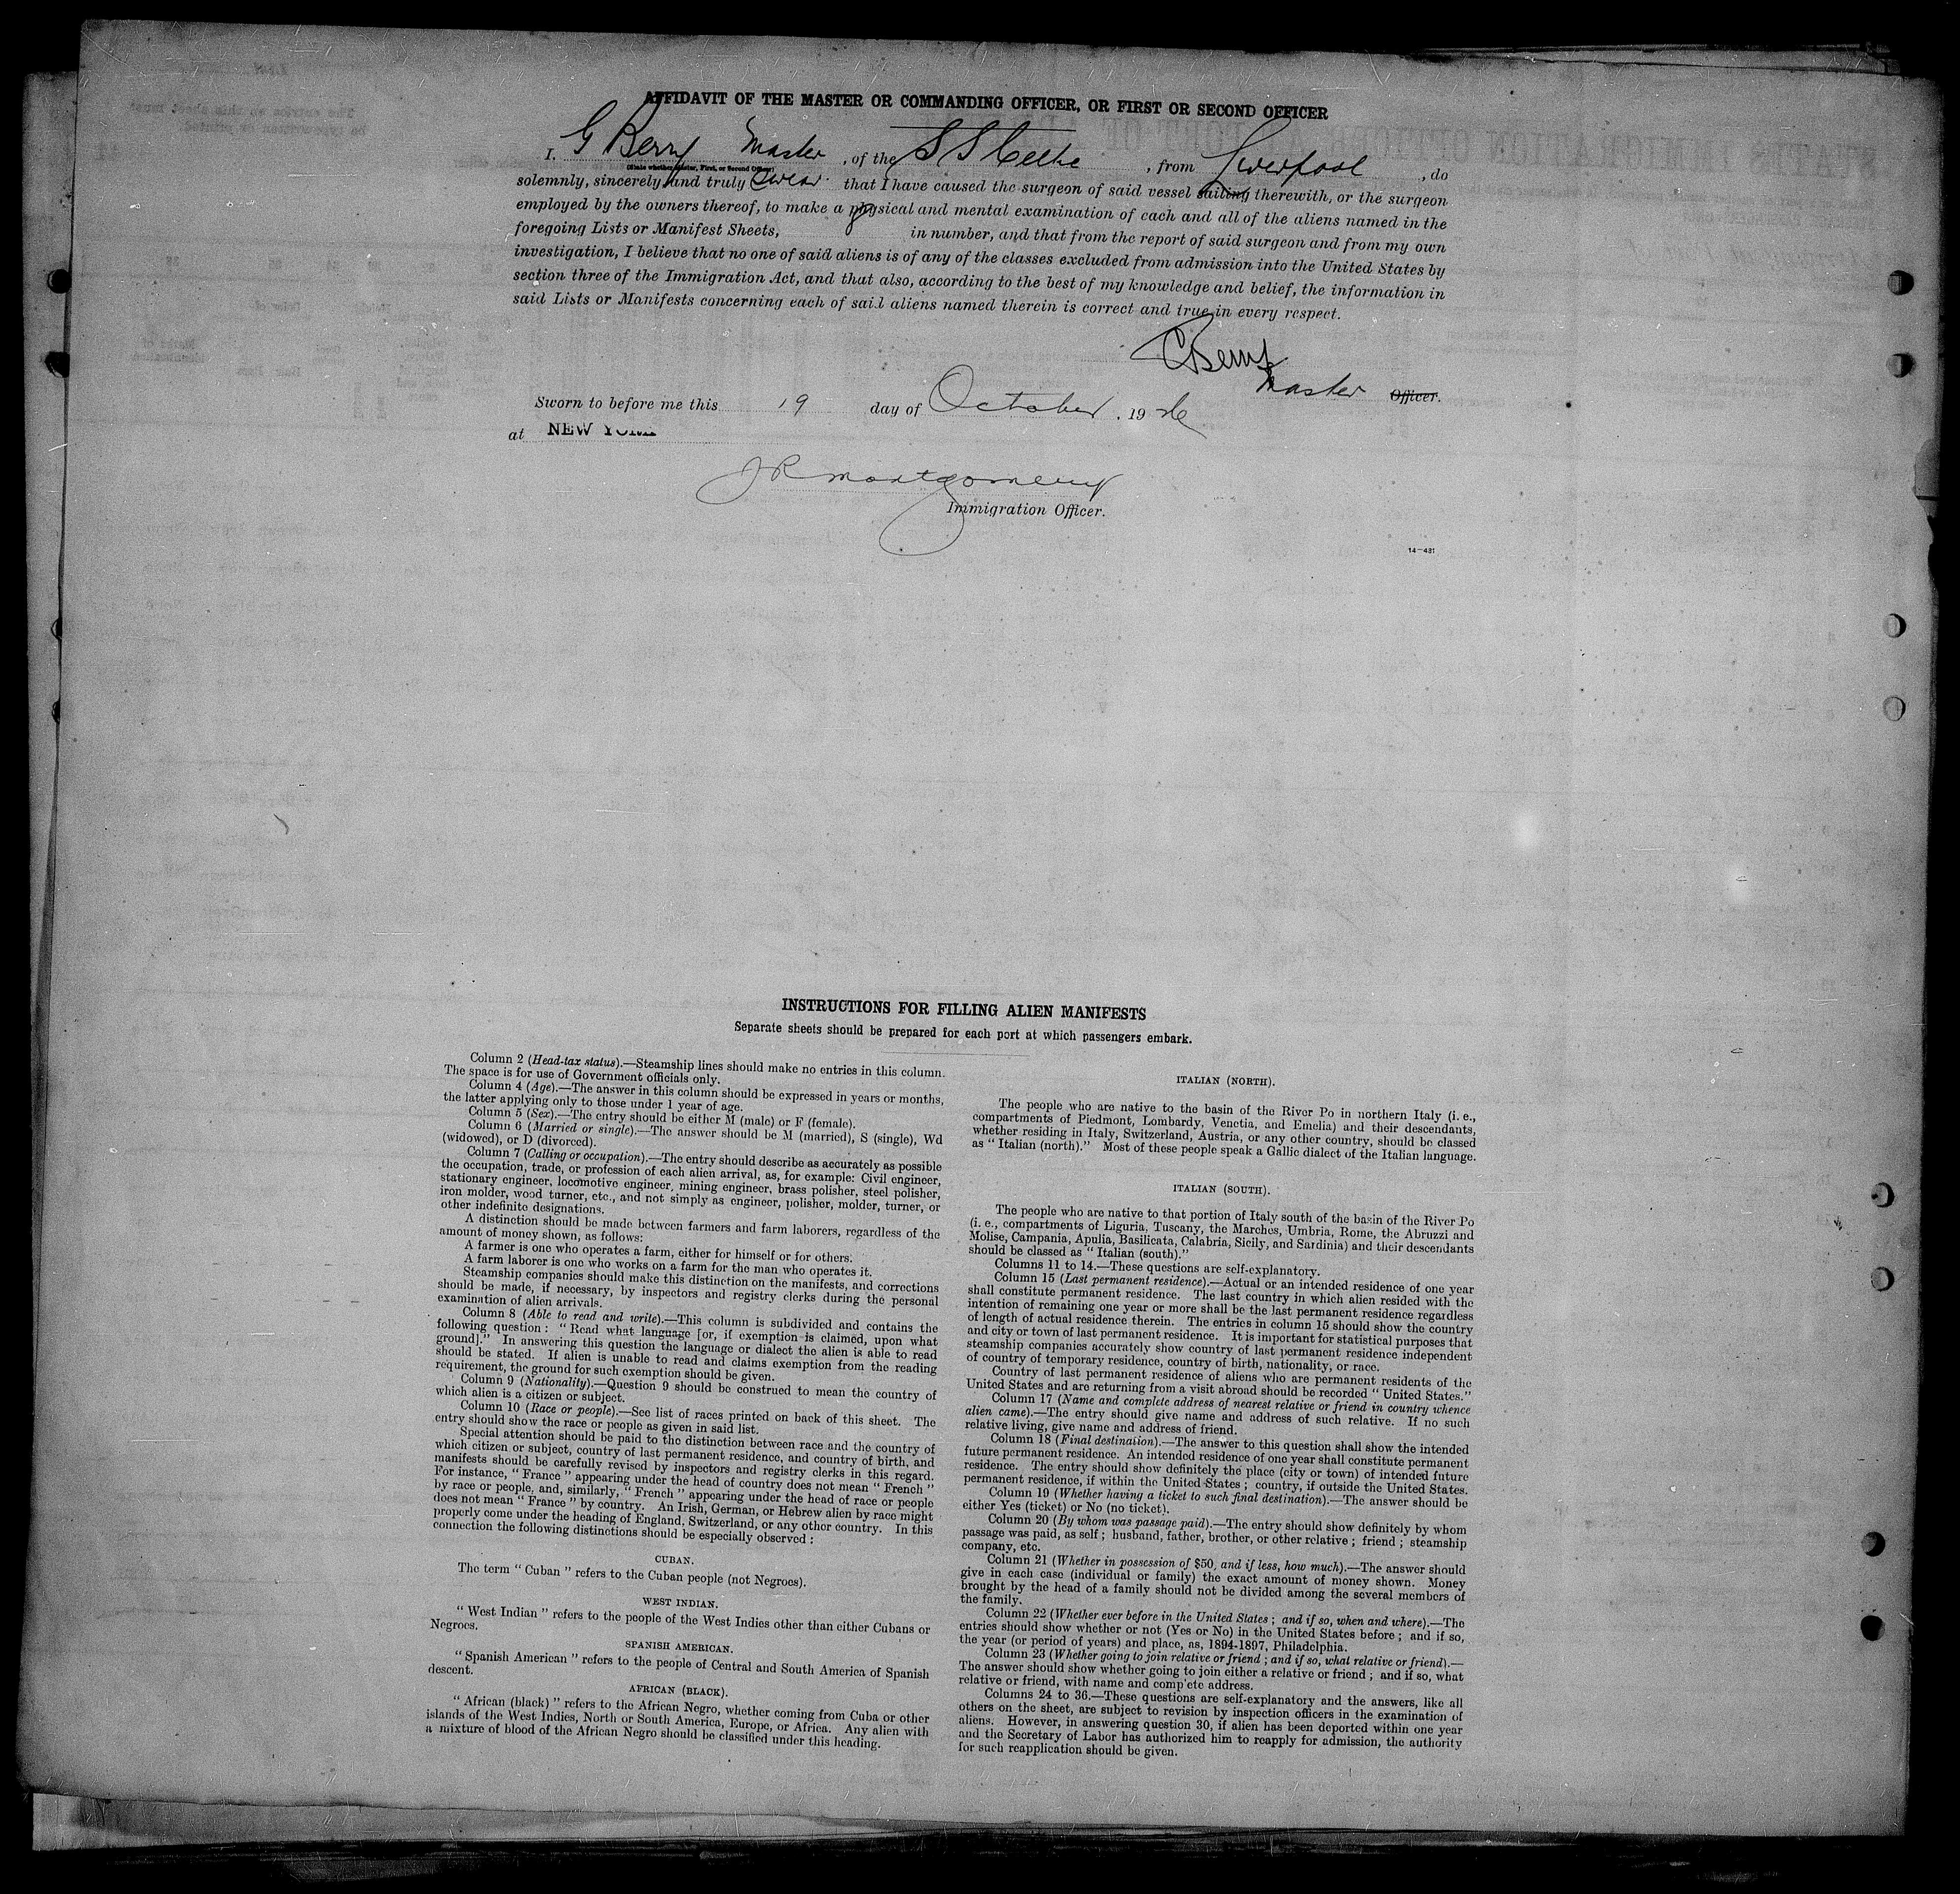 AFFIDAVIT OF THE MASTER OR COMMANDING OFFICER, OR FIRST OR SECOND OFFICER
I, G Berry Master , of the S S Celtic , from Liverpool , do
(State whether Master, First, or Second Officer)
solemnly, sincerely and truly swear that I have caused the surgeon of said vessel sailing therewith, or the surgeon
employed by the owners thereof, to make a physical and mental examination of each and all of the aliens named in the
foregoing Lists or Manifest Sheets, 8 in number, and that from the report of said surgeon and from my own
investigation, I believe that no one of said aliens is of any of the classes excluded from admission into the United States by
section three of the Immigration Act, and that also, according to the best of my knowledge and belief, the information in
said Lists or Manifests concerning each of said aliens named therein is correct and true in every respect.
G Berry
Master Officer.
Sworn to before me this 19 day of October, 1926
at NEW YORK
J R Montgomery
Immigration Officer.
14—431
INSTRUCTIONS FOR FILLING ALIEN MANIFESTS
Separate sheets should be prepared for each port at which passengers embark.
Column 2 (Head-tax status).—Steamship lines should make no entries in this column.
The space is for use of Government officials only.
Column 4 (Age).—The answer in this column should be expressed in years or months,
the latter applying only to those under 1 year of age.
Column 5 (Sex).—The entry should be either M (male) or F (female).
Column 6 (Married or single).—The answer should be M (married), S (single), Wd
(widowed), or D (divorced).
Column 7 (Calling or occupation).—The entry should describe as accurately as possible
the occupation, trade, or profession of each alien arrival, as, for example: Civil engineer,
stationary engineer, locomotive engineer, mining engineer, brass polisher, steel polisher,
iron molder, wood turner, etc., and not simply as engineer, polisher, molder, turner, or
other indefinite designations.
A distinction should be made between farmers and farm laborers, regardless of the
amount of money shown, as follows:
A farmer is one who operates a farm, either for himself or for others.
A farm laborer is one who works on a farm for the man who operates it.
Steamship companies should make this distinction on the manifests, and corrections
should be made, if necessary, by inspectors and registry clerks during the personal
examination of alien arrivals.
Column 8 (Able to read and write).—This column is subdivided and contains the
following question: "Read what language [or, if exemption is claimed, upon what
ground]." In answering this question the language or dialect the alien is able to read
should be stated. If alien is unable to read and claims exemption from the reading
requirement, the ground for such exemption should be given.
Column 9 (Nationality).—Question 9 should be construed to mean the country of
which alien is a citizen or subject.
Column 10 (Race or people).—See list of races printed on back of this sheet. The
entry should show the race or people as given in said list.
Special attention should be paid to the distinction between race and the country of
which citizen or subject, country of last permanent residence, and country of birth, and
manifests should be carefully revised by inspectors and registry clerks in this regard.
For instance, "France" appearing under the head of country does not mean "French"
by race or people, and, similarly, "French" appearing under the head of race or people
does not mean "France" by country. An Irish, German, or Hebrew alien by race might
properly come under the heading of England, Switzerland, or any other country. In this
connection the following distinctions should be especially observed:
CUBAN.
The term "Cuban" refers to the Cuban people (not Negroes).
WEST INDIAN.
"West Indian" refers to the people of the West Indies other than either Cubans or
Negroes.
SPANISH AMERICAN.
"Spanish American" refers to the people of Central and South America of Spanish
descent.
AFRICAN (BLACK).
"African (black)" refers to the African Negro, whether coming from Cuba or other
islands of the West Indies, North or South America, Europe, or Africa. Any alien with
a mixture of blood of the African Negro should be classified under this heading.
ITALIAN (NORTH).
The people who are native to the basin of the River Po in northern Italy (i. e.,
compartments of Piedmont, Lombardy, Venetia, and Emelia) and their descendants,
whether residing in Italy, Switzerland, Austria, or any other country, should be classed
as "Italian (north)." Most of these people speak a Gallic dialect of the Italian language.
ITALIAN (SOUTH).
The people who are native to that portion of Italy south of the basin of the River Po
(i. e., compartments of Liguria, Tuscany, the Marches, Umbria, Rome, the Abruzzi and
Molise, Campania, Apulia, Basilicata, Calabria, Sicily, and Sardinia) and their descendants
should be classed as "Italian (south)."
Columns 11 to 14.—These questions are self-explanatory.
Column 15 (Last permanent residence).—Actual or an intended residence of one year
shall constitute permanent residence. The last country in which alien resided with the
intention of remaining one year or more shall be the last permanent residence regardless
of length of actual residence therein. The entries in column 15 should show the country
and city or town of last permanent residence. It is important for statistical purposes that
steamship companies accurately show country of last permanent residence independent
of country of temporary residence, country of birth, nationality, or race.
Country of last permanent residence of aliens who are permanent residents of the
United States and are returning from a visit abroad should be recorded "United States."
Column 17 (Name and complete address of nearest relative or friend in country whence
alien came).—The entry should give name and address of such relative. If no such
relative living, give name and address of friend.
Column 18 (Final destination).—The answer to this question shall show the intended
future permanent residence. An intended residence of one year shall constitute permanent
residence. The entry should show definitely the place (city or town) of intended future
permanent residence, if within the United States; country, if outside the United States.
Column 19 (Whether having a ticket to such final destination).—The answer should be
either Yes (ticket) or No (no ticket).
Column 20 (By whom was passage paid).—The entry should show definitely by whom
passage was paid, as self; husband, father, brother, or other relative; friend; steamship
company, etc.
Column 21 (Whether in possession of $50, and if less, how much).—The answer should
give in each case (individual or family) the exact amount of money shown. Money
brought by the head of a family should not be divided among the several members of
the family.
Column 22 (Whether ever before in the United States; and if so, when and where).—The
entries should show whether or not (Yes or No) in the United States before; and if so,
the year (or period of years) and place, as, 1894-1897, Philadelphia.
Column 23 (Whether going to join relative or friend; and if so, what relative or friend).—
The answer should show whether going to join either a relative or friend; and if so, what
relative or friend, with name and complete address.
Columns 24 to 36.—These questions are self-explanatory and the answers, like all
others on the sheet, are subject to revision by inspection officers in the examination of
aliens. However, in answering question 30, if alien has been deported within one year
and the Secretary of Labor has authorized him to reapply for admission, the authority
for such reapplication should be given.